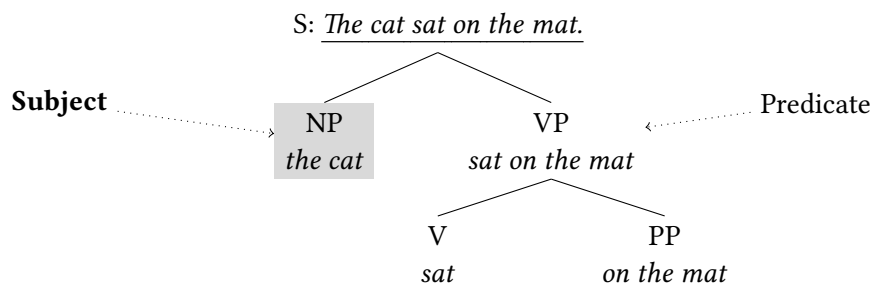 S: The cat sat on the mat.
Subject
Predicate
NP
the cat
VP
sat on the mat
V
sat
PP
on the mat